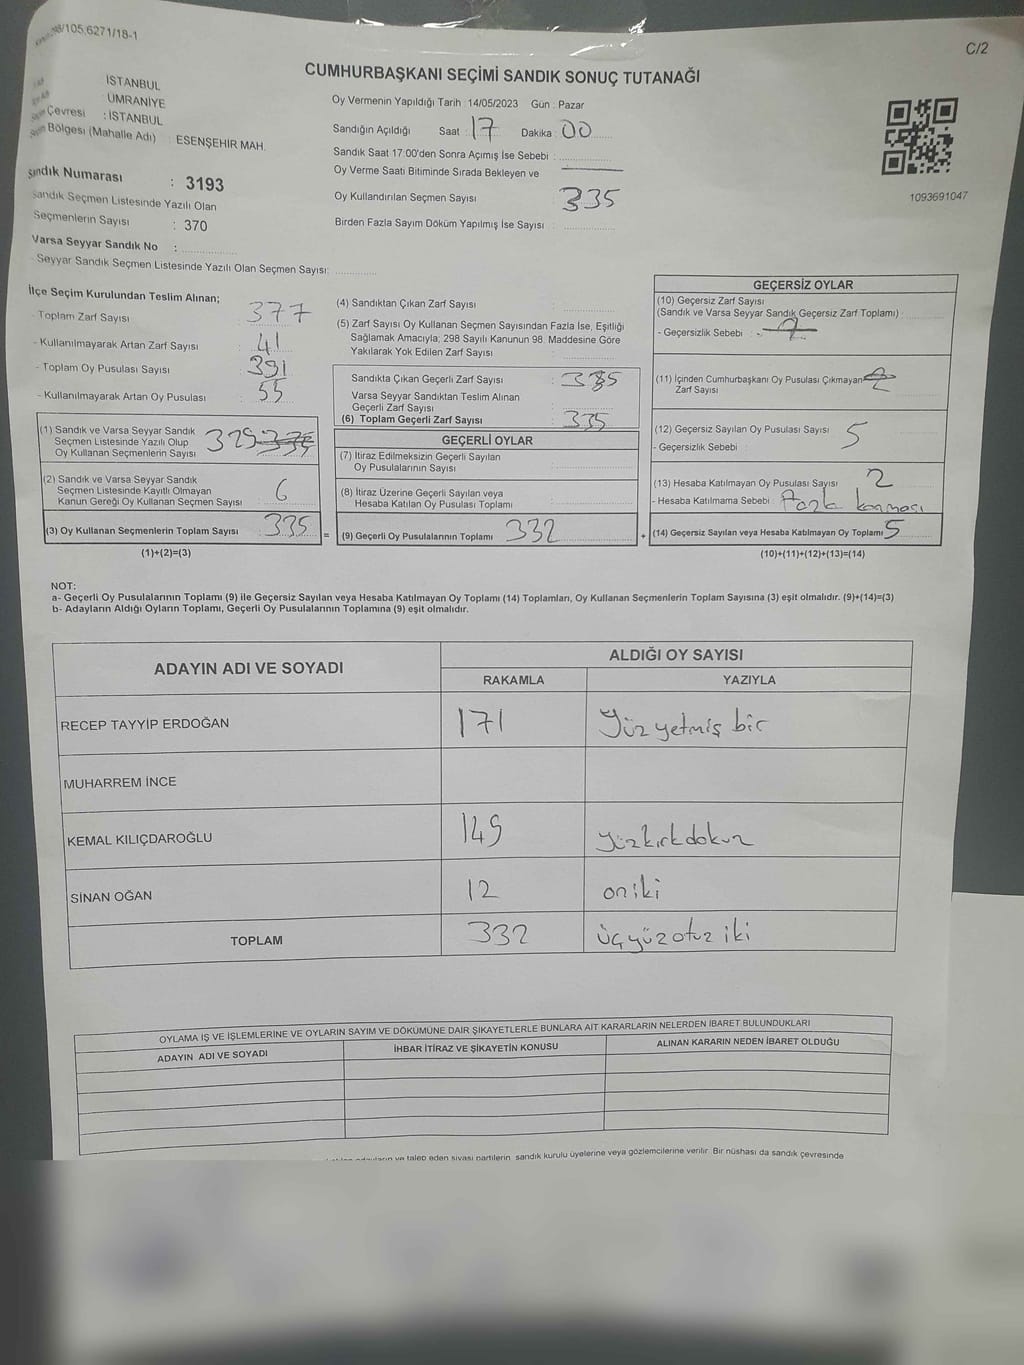 /105.6271/18-1
C/2
CUMHURBAŞKANI SEÇİMİ SANDIK SONUÇ TUTANAĞI
İSTANBUL
ÜMRANİYE
Çevresi : İSTANBUL
Bölgesi (Mahalle Adı) : ESENŞEHİR MAH.
Sandık Numarası : 3193
Sandık Seçmen Listesinde Yazılı Olan
Seçmenlerin Sayısı : 370
Varsa Seyyar Sandık No :
- Seyyar Sandık Seçmen Listesinde Yazılı Olan Seçmen Sayısı:
Oy Vermenin Yapıldığı Tarih : 14/05/2023 Gün : Pazar
Sandığın Açıldığı Saat : 17 Dakika : 00
Sandık Saat 17:00'den Sonra Açımış İse Sebebi :
Oy Verme Saati Bitiminde Sırada Bekleyen ve
Oy Kullandırılan Seçmen Sayısı 335
Birden Fazla Sayım Döküm Yapılmış İse Sayısı :
1093691047
İlçe Seçim Kurulundan Teslim Alınan;
- Toplam Zarf Sayısı : 377
- Kullanılmayarak Artan Zarf Sayısı : 41
- Toplam Oy Pusulası Sayısı : 391
- Kullanılmayarak Artan Oy Pusulası : 55
(1) Sandık ve Varsa Seyyar Sandık
Seçmen Listesinde Yazılı Olup
Oy Kullanan Seçmenlerin Sayısı 329
(2) Sandık ve Varsa Seyyar Sandık
Seçmen Listesinde Kayıtlı Olmayan
Kanun Gereği Oy Kullanan Seçmen Sayısı 6
(3) Oy Kullanan Seçmenlerin Toplam Sayısı : 335
(1)+(2)=(3)
(4) Sandıktan Çıkan Zarf Sayısı :
(5) Zarf Sayısı Oy Kullanan Seçmen Sayısından Fazla İse, Eşitliği
Sağlamak Amacıyla; 298 Sayılı Kanunun 98. Maddesine Göre
Yakılarak Yok Edilen Zarf Sayısı :
Sandıkta Çıkan Geçerli Zarf Sayısı : 335
Varsa Seyyar Sandıktan Teslim Alınan
Geçerli Zarf Sayısı :
(6) Toplam Geçerli Zarf Sayısı : 335
GEÇERLİ OYLAR
(7) İtiraz Edilmeksizin Geçerli Sayılan
Oy Pusulalarının Sayısı :
(8) İtiraz Üzerine Geçerli Sayılan veya
Hesaba Katılan Oy Pusulası Toplamı :
= (9) Geçerli Oy Pusulalarının Toplamı 332 +
GEÇERSİZ OYLAR
(10) Geçersiz Zarf Sayısı
(Sandık ve Varsa Seyyar Sandık Geçersiz Zarf Toplamı) :
- Geçersizlik Sebebi :
(11) İçinden Cumhurbaşkanı Oy Pusulası Çıkmayan
Zarf Sayısı
(12) Geçersiz Sayılan Oy Pusulası Sayısı : 5
- Geçersizlik Sebebi :
(13) Hesaba Katılmayan Oy Pusulası Sayısı : 2
- Hesaba Katılmama Sebebi : Fazla konması
(14) Geçersiz Sayılan veya Hesaba Katılmayan Oy Toplamı : 5
(10)+(11)+(12)+(13)=(14)
NOT:
a- Geçerli Oy Pusulalarının Toplamı (9) ile Geçersiz Sayılan veya Hesaba Katılmayan Oy Toplamı (14) Toplamları, Oy Kullanan Seçmenlerin Toplam Sayısına (3) eşit olmalıdır. (9)+(14)=(3)
b- Adayların Aldığı Oyların Toplamı, Geçerli Oy Pusulalarının Toplamına (9) eşit olmalıdır.
ADAYIN ADI VE SOYADI ALDIĞI OY SAYISI
RAKAMLA YAZIYLA
RECEP TAYYİP ERDOĞAN 171 Yüz yetmiş bir
MUHARREM İNCE
KEMAL KILIÇDAROĞLU 149 yüzkırkdokuz
SİNAN OĞAN 12 oniki
TOPLAM 332 üçyüzotuz iki
OYLAMA İŞ VE İŞLEMLERİNE VE OYLARIN SAYIM VE DÖKÜMÜNE DAİR ŞİKAYETLERLE BUNLARA AİT KARARLARIN NELERDEN İBARET BULUNDUKLARI
ADAYIN ADI VE SOYADI İHBAR İTİRAZ VE ŞİKAYETİN KONUSU ALINAN KARARIN NEDEN İBARET OLDUĞU
ve talep eden siyasi partilerin, sandık kurulu üyelerine veya gözlemcilerine verilir. Bir nüshası da sandık çevresinde